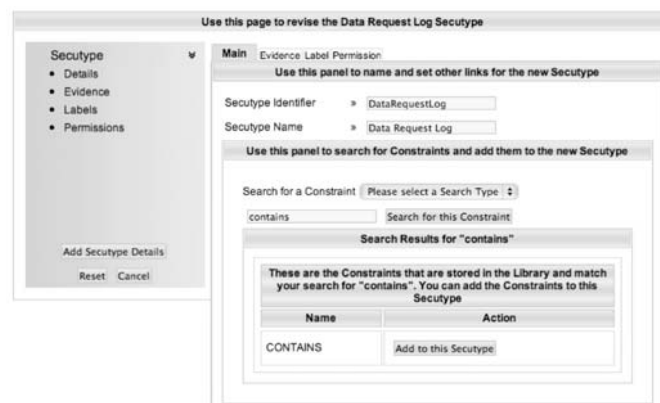 Use this page to revise the Data Request Log Secutype
Secutype
• Details
• Evidence
• Labels
• Permissions
Add Secutype Details
Reset Cancel
Main Evidence Label Permission
Use this panel to name and set other links for the new Secutype
Secutype Identifier » DataRequestLog
Secutype Name » Data Request Log
Use this panel to search for Constraints and add them to the new Secutype
Search for a Constraint Please select a Search Type
contains Search for this Constraint
Search Results for "contains"
These are the Constraints that are stored in the Library and match
your search for "contains". You can add the Constraints to this
Secutype
Name Action
CONTAINS Add to this Secutype